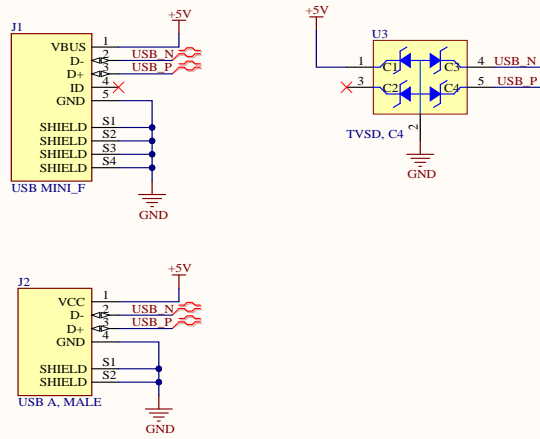 +5V
J1
VBUS 1
D- 2 USB_N
D+ 3 USB_P
ID 4
GND 5
SHIELD S1
SHIELD S2
SHIELD S3
SHIELD S4
USB MINI_F
GND
+5V
U3
1 C1 C3 4 USB_N
3 C2 C4 5 USB_P
TVSD, C4
2
GND
+5V
J2
VCC 1
D- 2 USB_N
D+ 3 USB_P
GND 4
SHIELD S1
SHIELD S2
USB A, MALE
GND